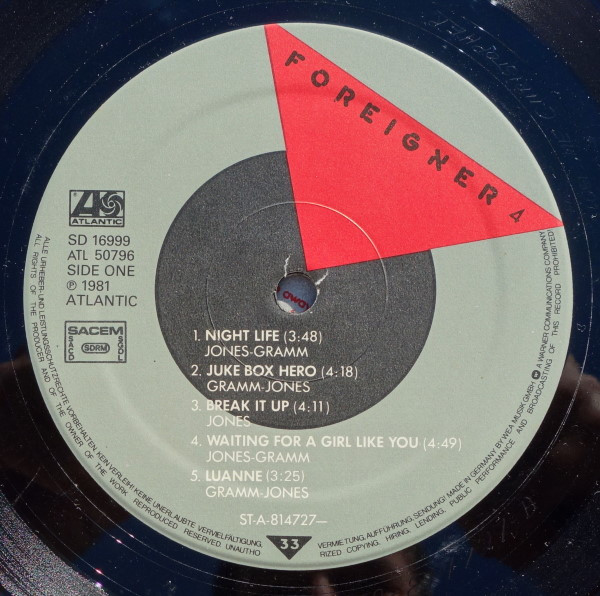 FOREIGNER 4
ATLANTIC
SD 16999
ATL 50796
SIDE ONE
℗ 1981
ATLANTIC
SACEM
SACD SDRM SGDL
1. NIGHT LIFE (3:48)
JONES-GRAMM
2. JUKE BOX HERO (4:18)
GRAMM-JONES
3. BREAK IT UP (4:11)
JONES
4. WAITING FOR A GIRL LIKE YOU (4:49)
JONES-GRAMM
5. LUANNE (3:25)
GRAMM-JONES
ST-A-814727—
33
ALLE URHEBER- UND LEISTUNGSSCHUTZRECHTE VORBEHALTEN. KEIN VERLEIH! KEINE UNERLAUBTE VERVIELFÄLTIGUNG, VERMIETUNG, AUFFÜHRUNG, SENDUNG! MADE IN GERMANY BY WEA MUSIK GMBH A WARNER COMMUNICATIONS COMPANY
ALL RIGHTS OF THE PRODUCER AND OF THE OWNER OF THE WORK REPRODUCED RESERVED. UNAUTHORIZED COPYING, HIRING, LENDING, PUBLIC PERFORMANCE AND BROADCASTING OF THIS RECORD PROHIBITED!